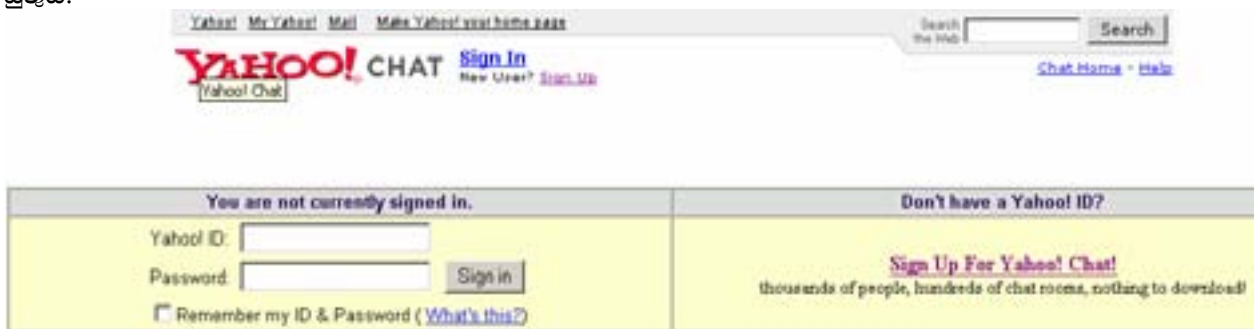 Yahoo! My Yahoo! Mail Make Yahoo! your home page
Search the Web Search
YAHOO! CHAT Sign In
New User? Sign Up
Chat Home - Help
Yahoo! Chat
You are not currently signed in.
Yahoo! ID:
Password:
Sign in
Remember my ID & Password ( What's this?)
Don't have a Yahoo! ID?
Sign Up For Yahoo! Chat!
thousands of people, hundreds of chat rooms, nothing to download!